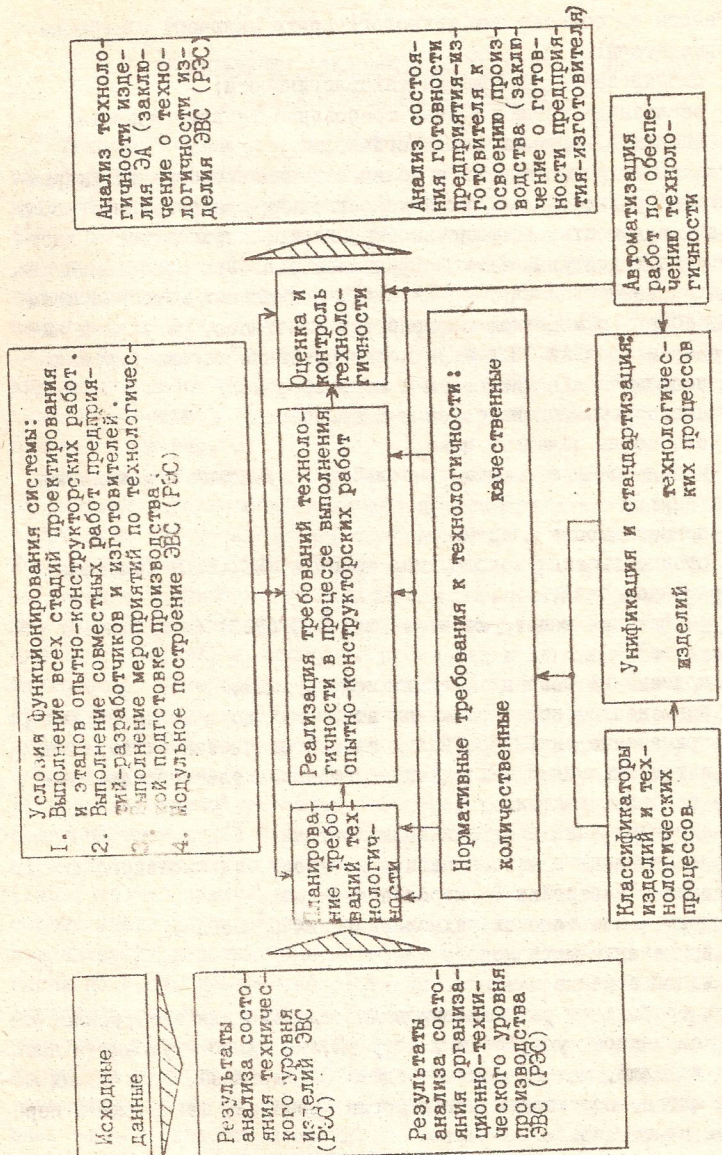 Исходные
данные
Результаты
анализа состо-
яния техничес-
кого уровня
изделий ЭВС
(РЭС)
Результаты
анализа состо-
яния организа-
ционно-техни-
ческого уровня
производства
ЭВС (РЭС)
Условия функционирования системы:
1. Выполнение всех стадий проектирования
и этапов опытно-конструкторских работ.
2. Выполнение совместных работ предприя-
тий-разработчиков и изготовителей.
3. Выполнение мероприятий по технологичес-
кой подготовке производства.
4. Модульное построение ЭВС (РЭС)
Планирова-
ние требо-
ваний тех-
нологич-
ности
Реализация требований техноло-
гичности в процессе выполнения
опытно-конструкторских работ
Оценка и
контроль
техноло-
гичности
Нормативные требования к технологичности:
количественные
качественные
Классификаторы
изделий и тех-
нологических
процессов.
Унификация и стандартизация:
изделий
технологичес-
ких процессов
Автоматизация
работ по обеспе-
чению техноло-
гичности
Анализ техноло-
гичности изде-
лия ЭА (заклю-
чение о техно-
логичности из-
делия ЭВС (РЭС)
Анализ состоя-
ния готовности
предприятия-из-
готовителя к
освоению произ-
водства (заклю-
чение о готов-
ности предприя-
тия-изготовителя)